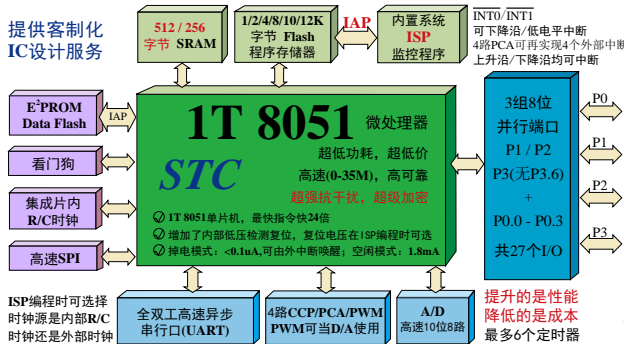 提供客制化
IC设计服务
512 / 256
字节 SRAM
1/2/4/8/10/12K
字节 Flash
程序存储器
IAP
内置系统
ISP
监控程序
INT0/INT1
可下降沿/低电平中断
4路PCA可再实现4个外部中断
上升沿/下降沿均可中断
E²PROM
Data Flash
IAP
看门狗
集成片内
R/C时钟
高速SPI
1T 8051 微处理器
STC
超低功耗，超低价
高速(0-35M)，高可靠
超强抗干扰，超级加密
1T 8051单片机，最快指令快24倍
增加了内部低压检测复位，复位电压在ISP编程时可选
掉电模式：<0.1uA,可由外中断唤醒；空闲模式：1.8mA
3组8位
并行端口
P1 / P2
P3(无P3.6)
+
P0.0 - P0.3
共27个I/O
P0
P1
P2
P3
ISP编程时可选择
时钟源是内部R/C
时钟还是外部时钟
全双工高速异步
串行口(UART)
4路CCP/PCA/PWM
PWM可当D/A使用
A/D
高速10位8路
提升的是性能
降低的是成本
最多6个定时器